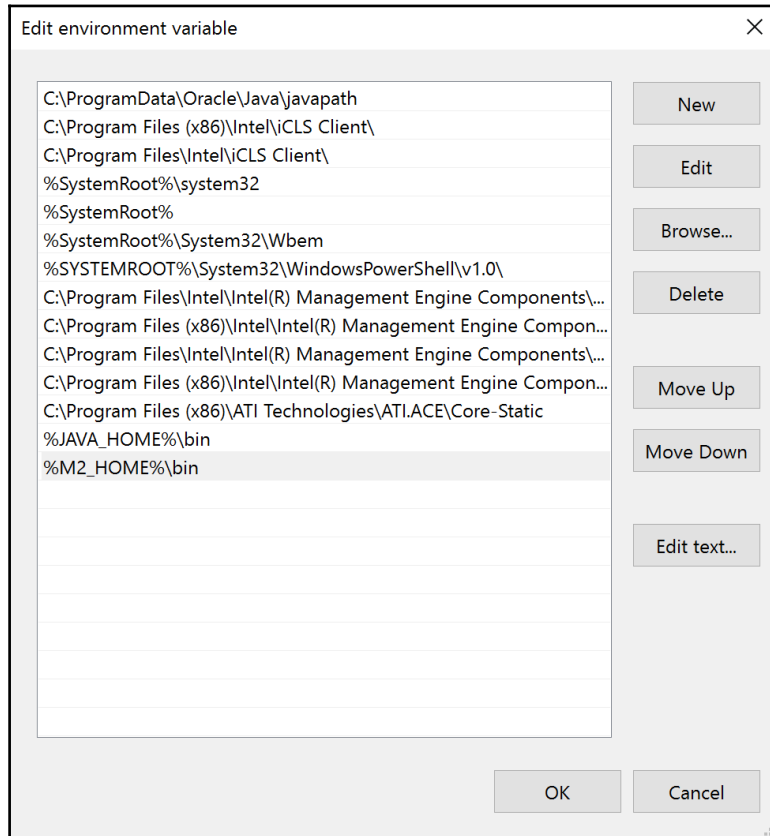 Edit environment variable
C:\ProgramData\Oracle\Java\javapath
C:\Program Files (x86)\Intel\iCLS Client\
C:\Program Files\Intel\iCLS Client\
%SystemRoot%\system32
%SystemRoot%
%SystemRoot%\System32\Wbem
%SYSTEMROOT%\System32\WindowsPowerShell\v1.0\
C:\Program Files\Intel\Intel(R) Management Engine Components\...
C:\Program Files (x86)\Intel\Intel(R) Management Engine Compon...
C:\Program Files\Intel\Intel(R) Management Engine Components\...
C:\Program Files (x86)\Intel\Intel(R) Management Engine Compon...
C:\Program Files (x86)\ATI Technologies\ATI.ACE\Core-Static
%JAVA_HOME%\bin
%M2_HOME%\bin
New
Edit
Browse...
Delete
Move Up
Move Down
Edit text...
OK
Cancel